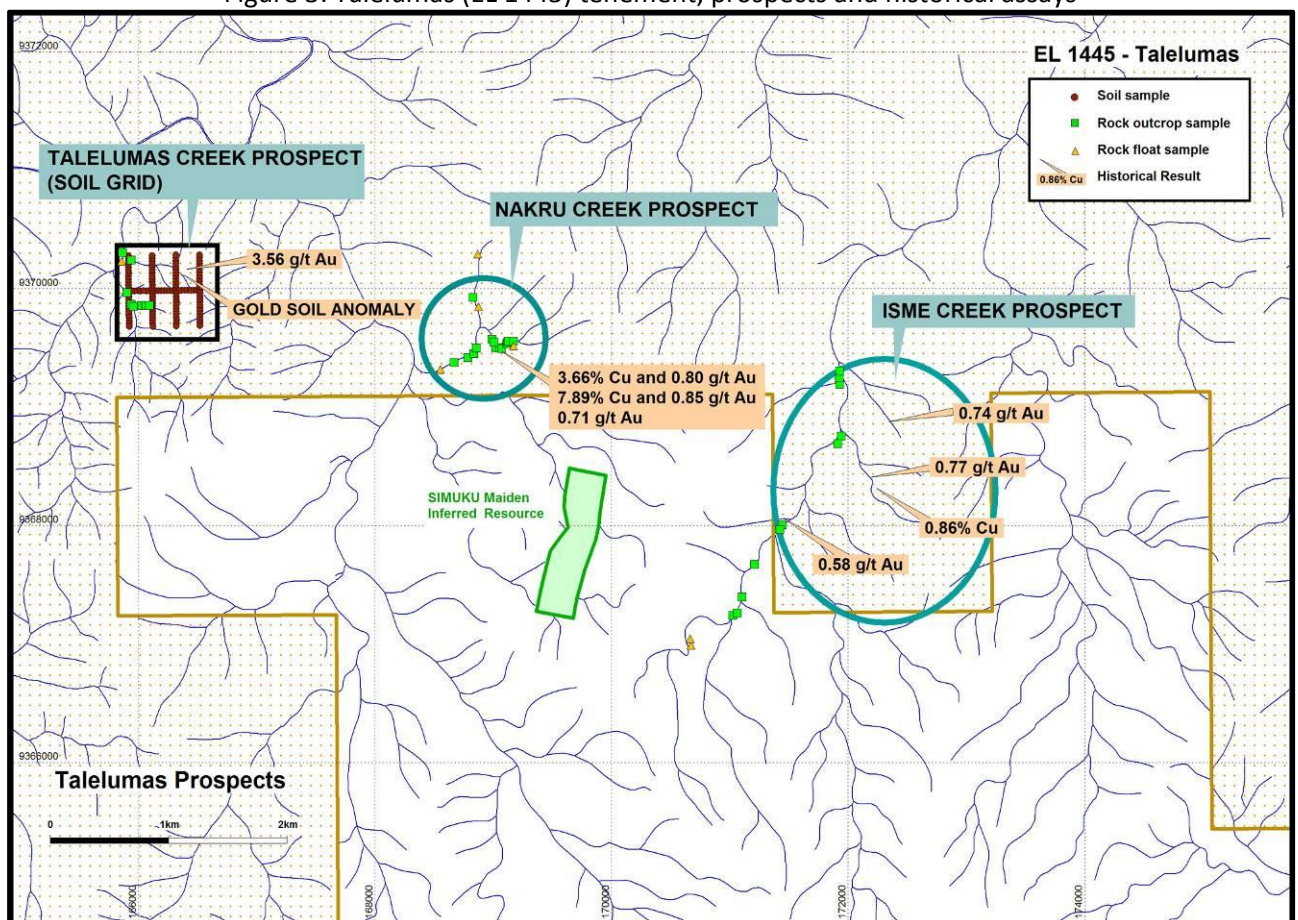 9372000
EL 1445 - Talelumas
Soil sample
Rock outcrop sample
Rock float sample
0.86% Cu
Historical Result
TALELUMAS CREEK PROSPECT
(SOIL GRID)
NAKRU CREEK PROSPECT
3.56 g/t Au
9370000
GOLD SOIL ANOMALY
ISME CREEK PROSPECT
3.66% Cu and 0.80 g/t Au
7.89% Cu and 0.85 g/t Au
0.71 g/t Au
0.74 g/t Au
0.77 g/t Au
SIMUKU Maiden
Inferred Resource
9368000
0.86% Cu
0.58 g/t Au
9366000
Talelumas Prospects
0
1km
2km
166000
168000
170000
172000
174000